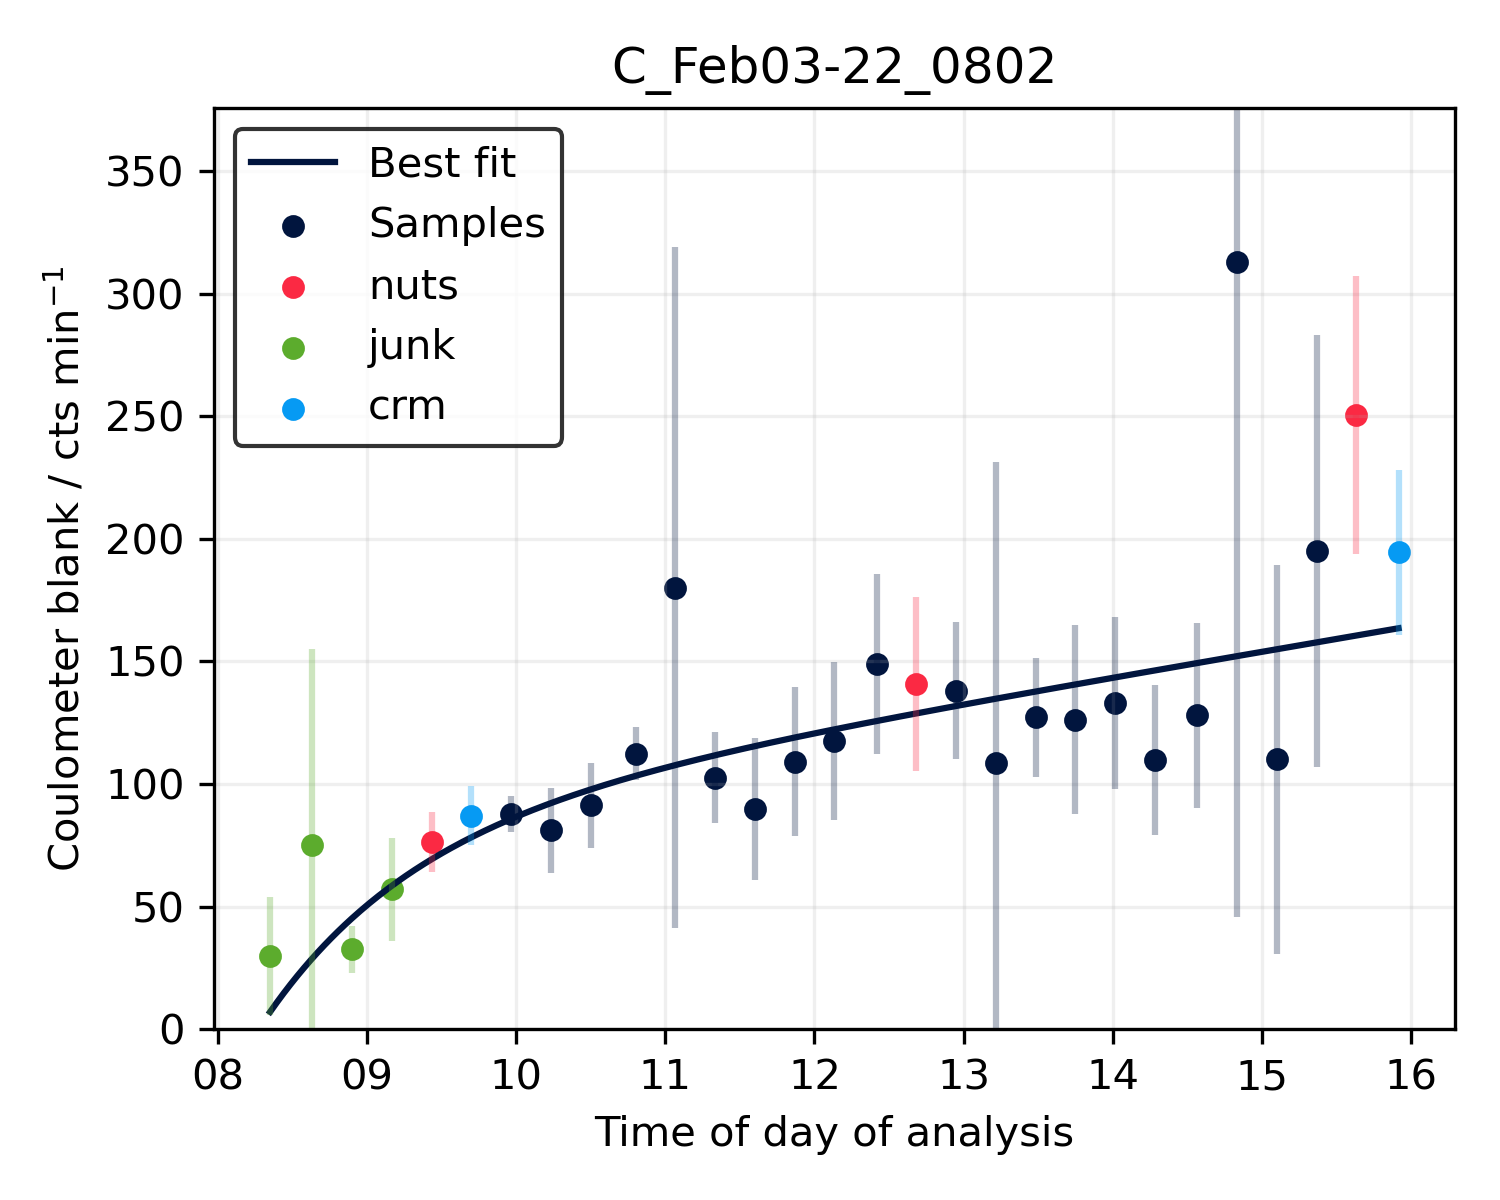 C_Feb03-22_0802
Best fit
Samples
nuts
junk
crm
Coulometer blank / cts min⁻¹
350
300
250
200
150
100
50
0
08 09 10 11 12 13 14 15 16
Time of day of analysis